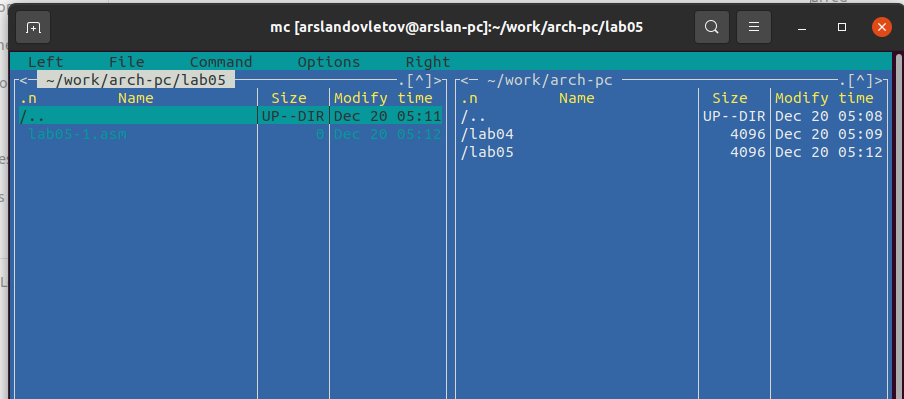 mc [arslandovletov@arslan-pc]:~/work/arch-pc/lab05
Left File Command Options Right
<─ ~/work/arch-pc/lab05 ─.[^]>
.n Name Size Modify time
/.. UP--DIR Dec 20 05:11
lab05-1.asm 0 Dec 20 05:12
<─ ~/work/arch-pc ─.[^]>
.n Name Size Modify time
/.. UP--DIR Dec 20 05:08
/lab04 4096 Dec 20 05:09
/lab05 4096 Dec 20 05:12